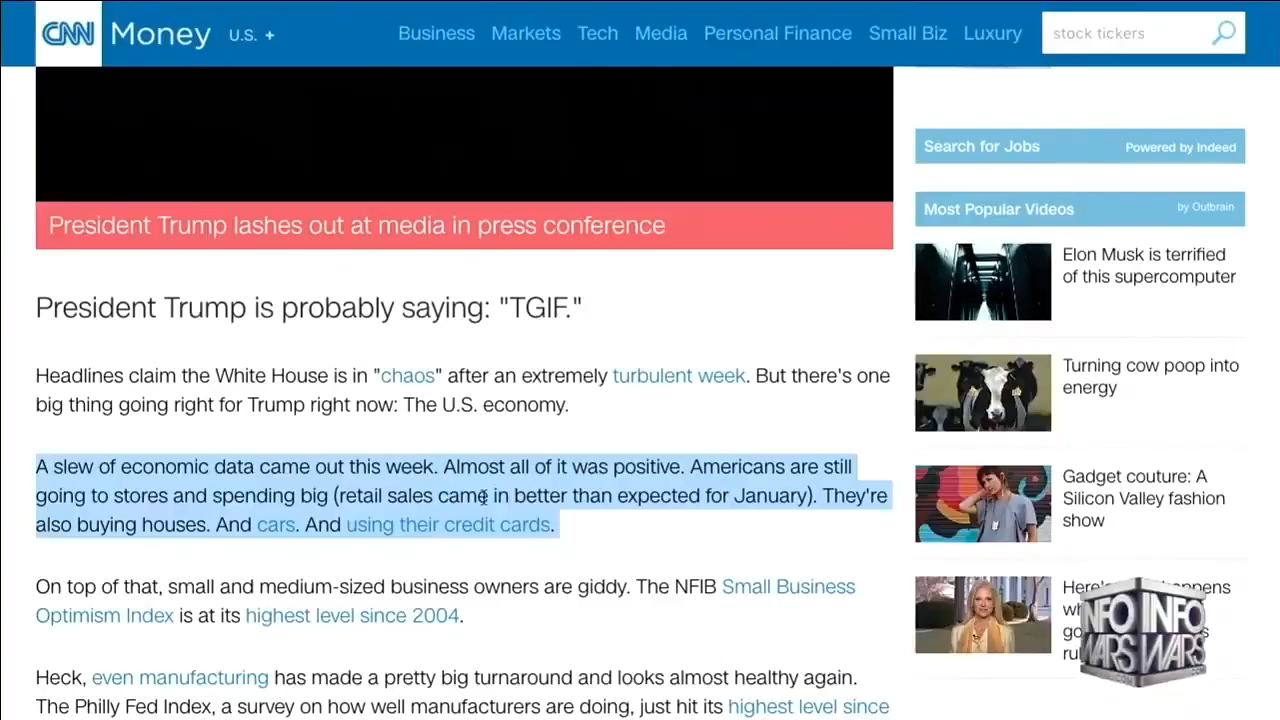 CNN Money U.S. + Business Markets Tech Media Personal Finance Small Biz Luxury stock tickers
President Trump lashes out at media in press conference
President Trump is probably saying: "TGIF."
Headlines claim the White House is in "chaos" after an extremely turbulent week. But there's one
big thing going right for Trump right now: The U.S. economy.
A slew of economic data came out this week. Almost all of it was positive. Americans are still
going to stores and spending big (retail sales came in better than expected for January). They're
also buying houses. And cars. And using their credit cards.
On top of that, small and medium-sized business owners are giddy. The NFIB Small Business
Optimism Index is at its highest level since 2004.
Heck, even manufacturing has made a pretty big turnaround and looks almost healthy again.
The Philly Fed Index, a survey on how well manufacturers are doing, just hit its highest level since
Search for Jobs Powered by Indeed
Most Popular Videos by Outbrain
Elon Musk is terrified
of this supercomputer
Turning cow poop into
energy
Gadget couture: A
Silicon Valley fashion
show
INFO INFO
WARS WARS